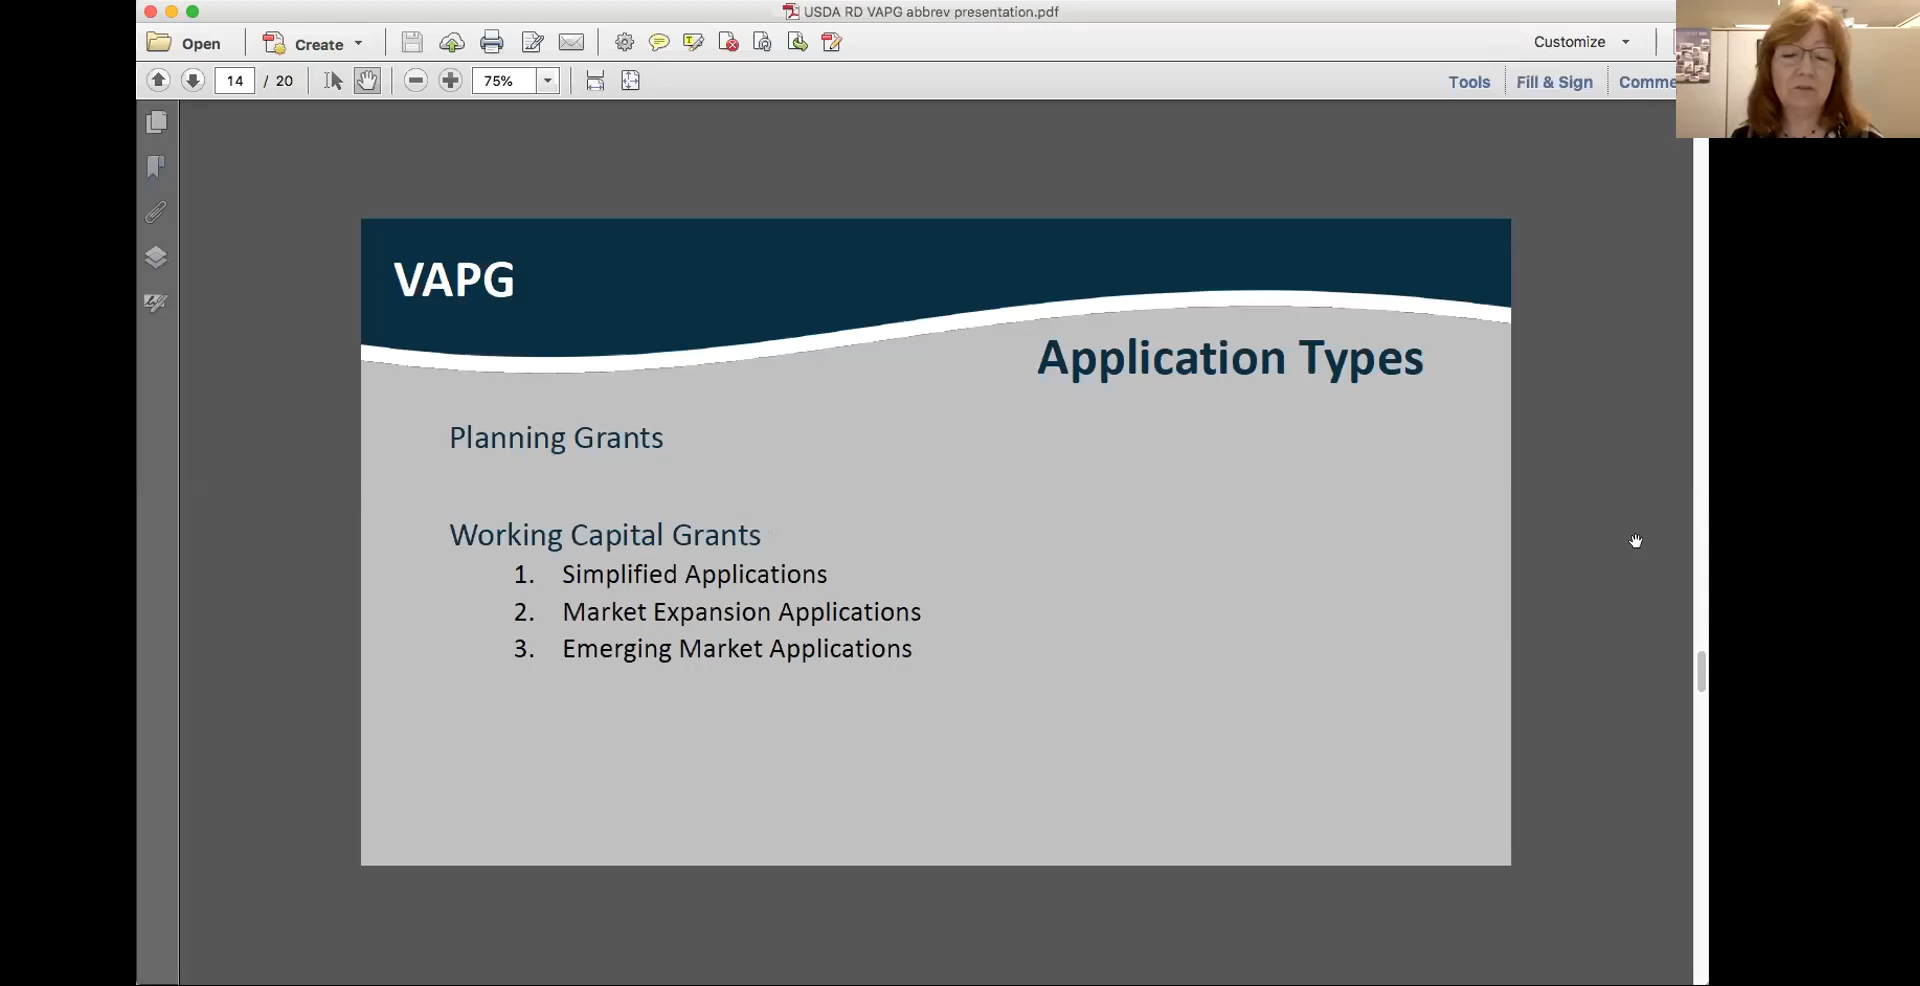 USDA RD VAPG abbrev presentation.pdf
Open Create Customize
14 / 20 75% Tools Fill & Sign Comme
VAPG
Application Types
Planning Grants
Working Capital Grants
1. Simplified Applications
2. Market Expansion Applications
3. Emerging Market Applications